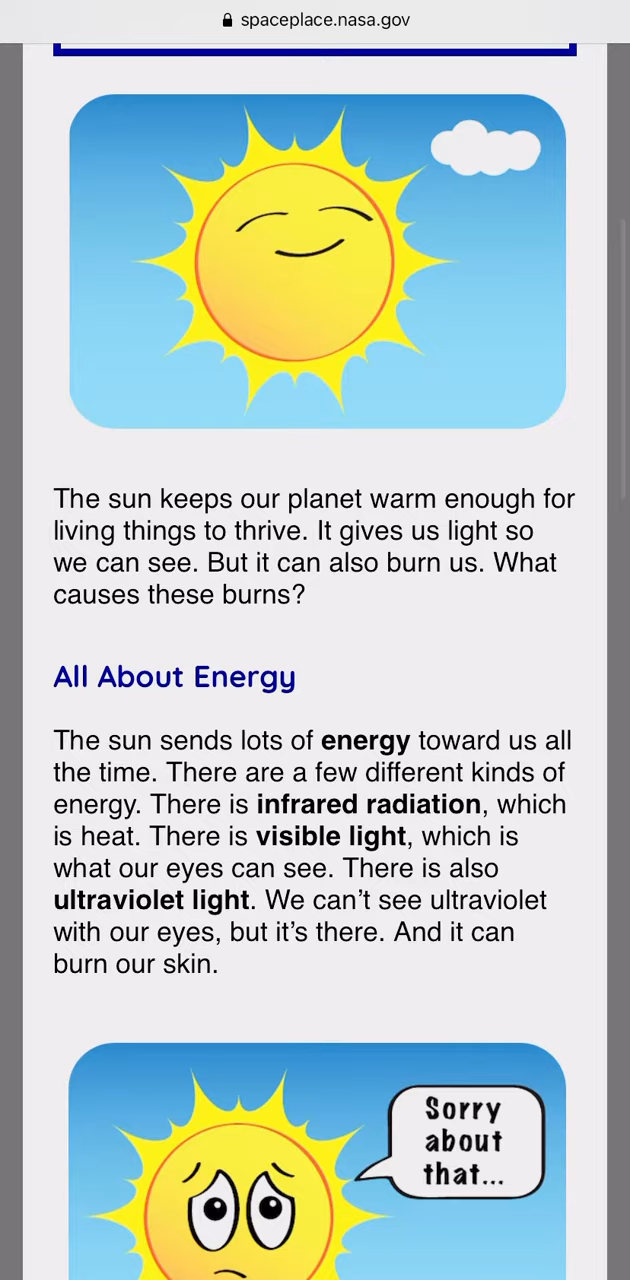 spaceplace.nasa.gov
The sun keeps our planet warm enough for
living things to thrive. It gives us light so
we can see. But it can also burn us. What
causes these burns?
All About Energy
The sun sends lots of energy toward us all
the time. There are a few different kinds of
energy. There is infrared radiation, which
is heat. There is visible light, which is
what our eyes can see. There is also
ultraviolet light. We can’t see ultraviolet
with our eyes, but it’s there. And it can
burn our skin.
Sorry
about
that...